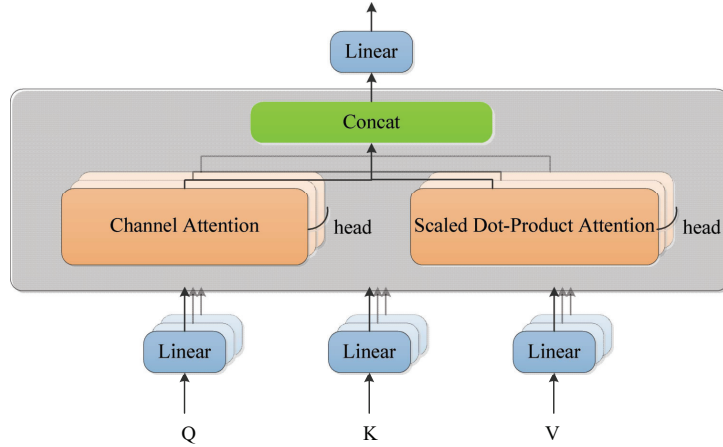 Linear
Concat
Channel Attention
head
Scaled Dot-Product Attention
head
Linear
Linear
Linear
Q
K
V